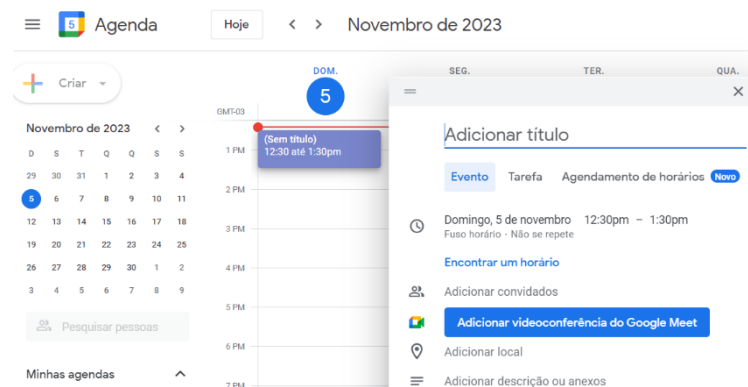 5 Agenda
Hoje
Novembro de 2023
Criar
Novembro de 2023
D S T Q Q S S
29 30 31 1 2 3 4
5 6 7 8 9 10 11
12 13 14 15 16 17 18
19 20 21 22 23 24 25
26 27 28 29 30 1 2
3 4 5 6 7 8 9
Pesquisar pessoas
Minhas agendas
DOM. SEG. TER. QUA.
5
GMT-03
(Sem título)
12:30 até 1:30pm
1 PM
2 PM
3 PM
4 PM
5 PM
6 PM
7 PM
Adicionar título
Evento Tarefa Agendamento de horários Novo
Domingo, 5 de novembro 12:30pm – 1:30pm
Fuso horário · Não se repete
Encontrar um horário
Adicionar convidados
Adicionar videoconferência do Google Meet
Adicionar local
Adicionar descrição ou anexos